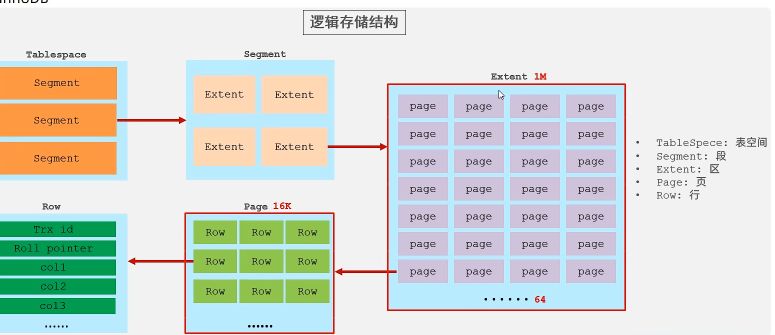 InnoDB
逻辑存储结构
Tablespace
Segment
Segment
Segment
Segment
Extent Extent
Extent Extent
Extent 1M
page page page page
page page page page
page page page page
page page page page
page page page page
page page page page
page page page page
······ 64
• TableSpece: 表空间
• Segment: 段
• Extent: 区
• Page: 页
• Row: 行
Row
Trx id
Roll pointer
col1
col2
col3
······
Page 16K
Row Row Row
Row Row Row
Row Row Row
······